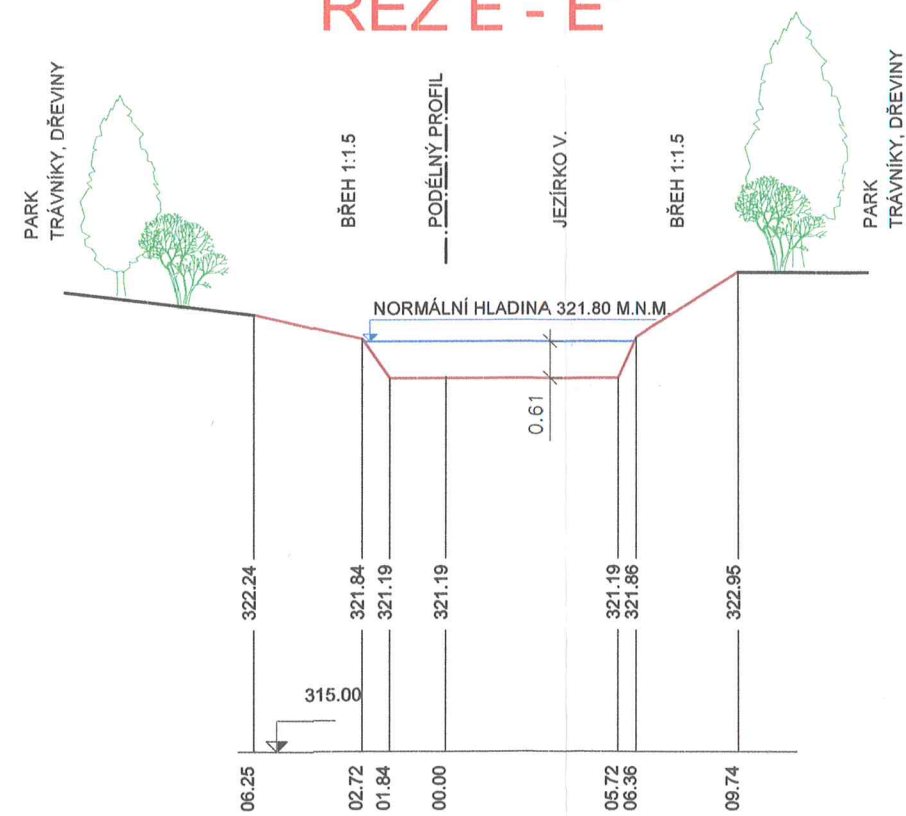 ŘEZ E - E
PARK
TRÁVNÍKY, DŘEVINY
BŘEH 1:1.5
PODÉLNÝ PROFIL
JEZÍRKO V.
BŘEH 1:1.5
PARK
TRÁVNÍKY, DŘEVINY
NORMÁLNÍ HLADINA 321.80 M.N.M.
0.61
322.24
321.84
321.19
321.19
321.19
321.86
322.95
315.00
06.25
02.72
01.84
00.00
05.72
06.36
09.74